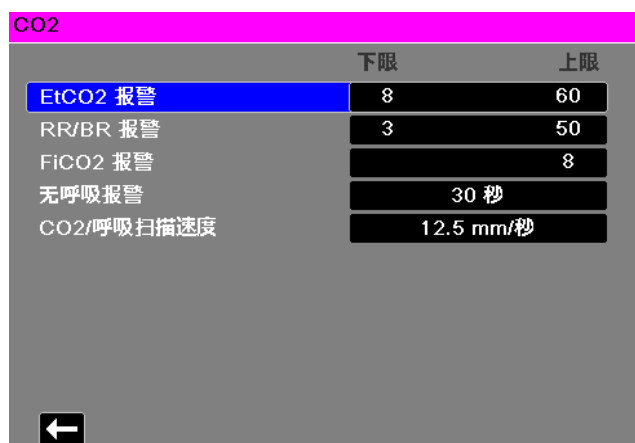 CO2
下限 上限
EtCO2 报警 8 60
RR/BR 报警 3 50
FiCO2 报警 8
无呼吸报警 30 秒
CO2/呼吸扫描速度 12.5 mm/秒